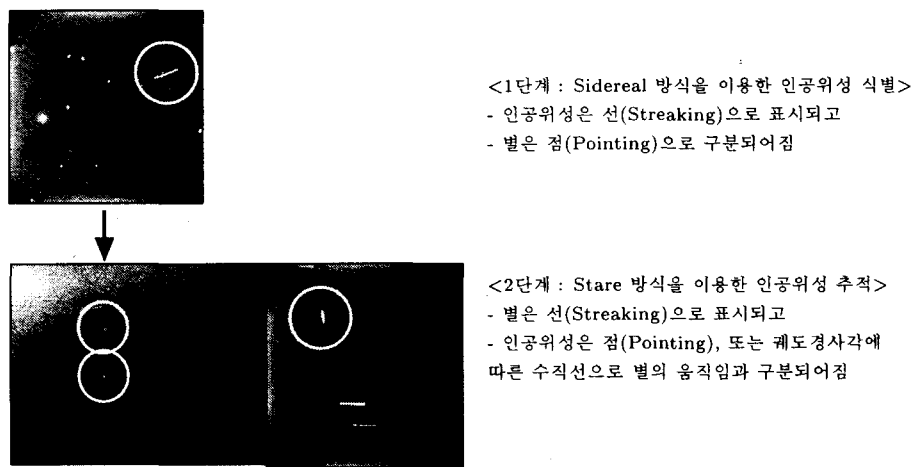 <1단계 : Sidereal 방식을 이용한 인공위성 식별>
- 인공위성은 선(Streaking)으로 표시되고
- 별은 점(Pointing)으로 구분되어짐
<2단계 : Stare 방식을 이용한 인공위성 추적>
- 별은 선(Streaking)으로 표시되고
- 인공위성은 점(Pointing), 또는 궤도경사각에
따른 수직선으로 별의 움직임과 구분되어짐